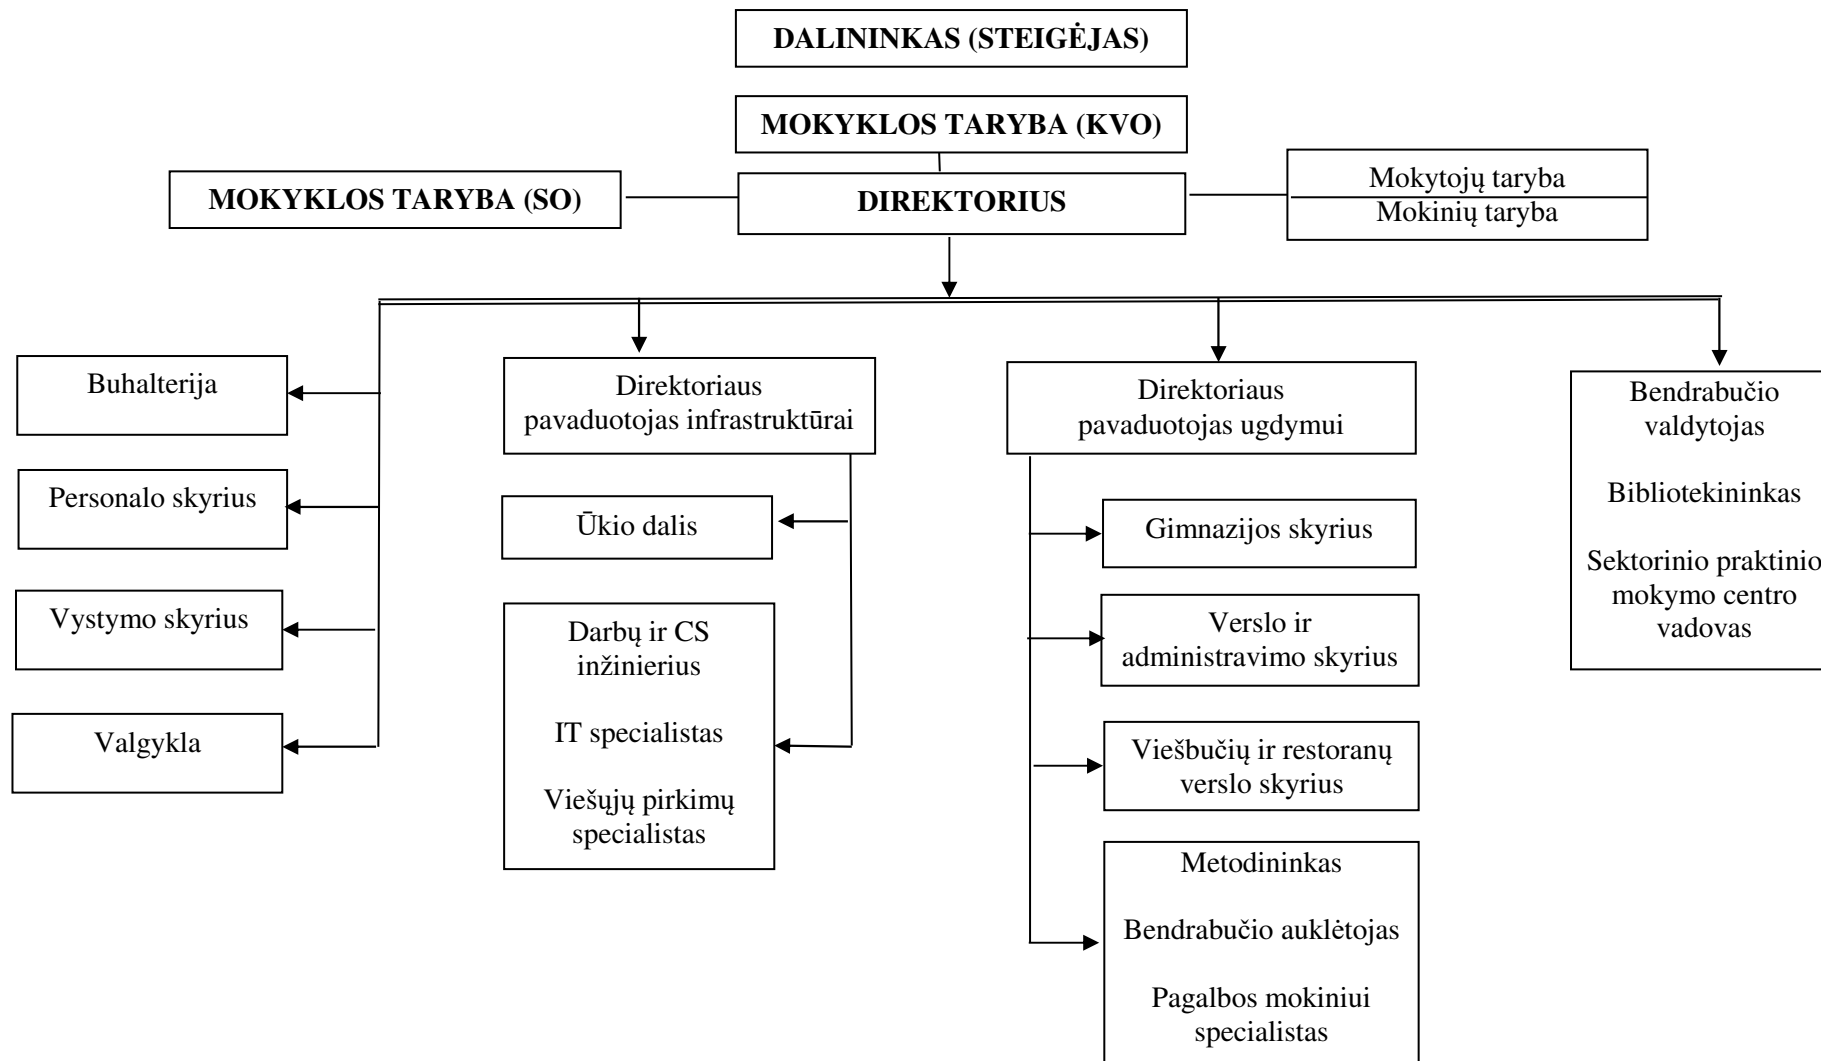 DALININKAS (STEIGĖJAS)
MOKYKLOS TARYBA (KVO)
MOKYKLOS TARYBA (SO)
DIREKTORIUS
Mokytojų taryba
Mokinių taryba
Buhalterija
Personalo skyrius
Vystymo skyrius
Valgykla
Direktoriaus
pavaduotojas infrastruktūrai
Ūkio dalis
Darbų ir CS
inžinierius
IT specialistas
Viešųjų pirkimų
specialistas
Direktoriaus
pavaduotojas ugdymui
Gimnazijos skyrius
Verslo ir
administravimo skyrius
Viešbučių ir restoranų
verslo skyrius
Metodininkas
Bendrabučio auklėtojas
Pagalbos mokiniui
specialistas
Bendrabučio
valdytojas
Bibliotekininkas
Sektorinio praktinio
mokymo centro
vadovas